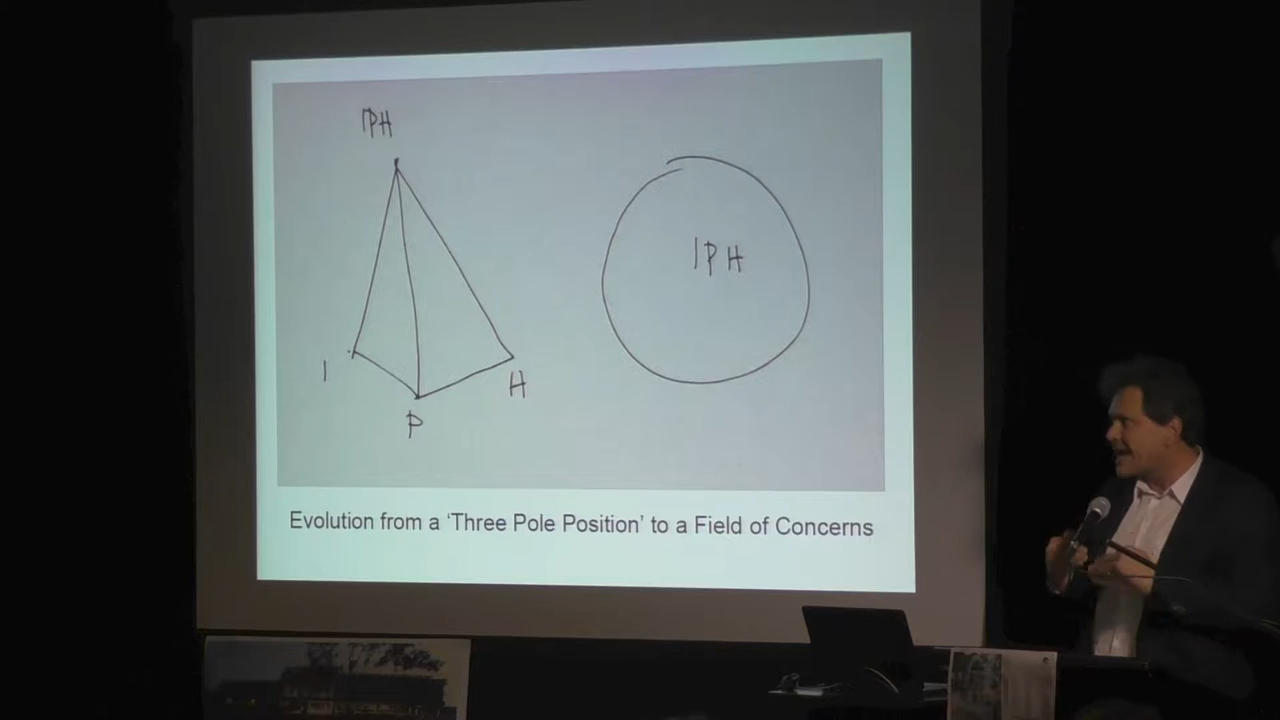 IPH
IPH
I
H
P
Evolution from a ‘Three Pole Position’ to a Field of Concerns